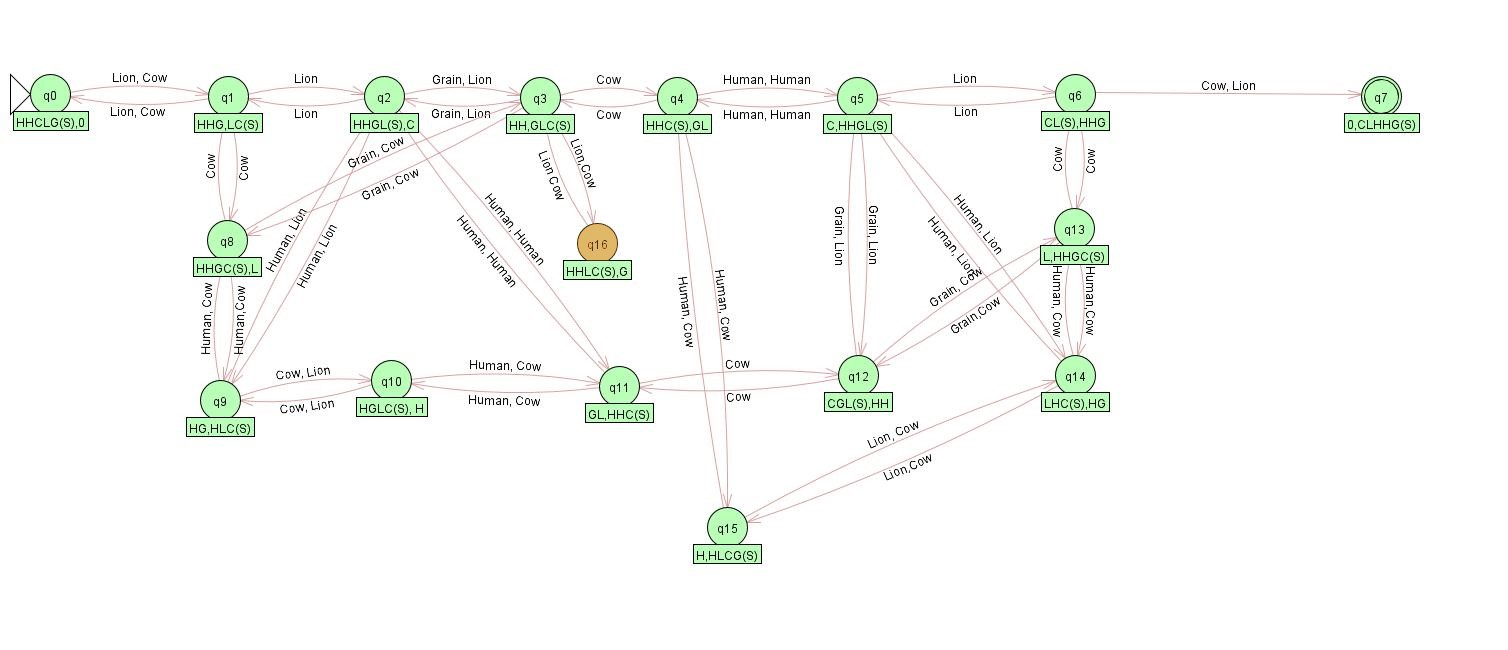 Lion, Cow
Lion
Grain, Lion
Cow
Human, Human
Lion
Cow, Lion
q0
q1
q2
q3
q4
q5
q6
q7
Lion, Cow
Lion
Grain, Lion
Cow
Human, Human
Lion
HHCLG(S),0
HHG,LC(S)
HHGL(S),C
HH,GLC(S)
HHC(S),GL
C,HHGL(S)
CL(S),HHG
0,CLHHG(S)
Cow
Cow
Grain, Cow
Grain, Cow
Lion Cow
Lion,Cow
Cow
Cow
q8
HHGC(S),L
Human, Lion
Human, Lion
Human, Human
Human, Human
q16
HHLC(S),G
Grain, Lion
Grain, Lion
Human, Lion
Human, Lion
q13
L,HHGC(S)
Human, Cow
Human,Cow
Human, Cow
Human, Cow
Grain, Cow
Grain,Cow
Human, Cow
Human,Cow
q9
HG,HLC(S)
Cow, Lion
Cow, Lion
q10
HGLC(S), H
Human, Cow
Human, Cow
q11
GL,HHC(S)
Cow
Cow
q12
CGL(S),HH
q14
LHC(S),HG
Lion, Cow
Lion,Cow
q15
H,HLCG(S)